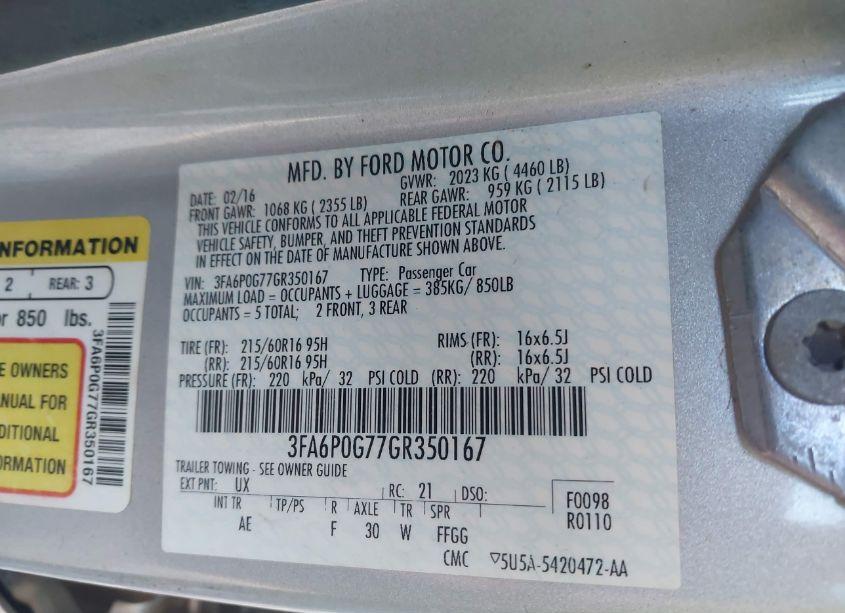 MFD. BY FORD MOTOR CO.
DATE: 02/16 GVWR: 2023 KG ( 4460 LB)
FRONT GAWR: 1068 KG ( 2355 LB) REAR GAWR: 959 KG ( 2115 LB)
THIS VEHICLE CONFORMS TO ALL APPLICABLE FEDERAL MOTOR
VEHICLE SAFETY, BUMPER, AND THEFT PREVENTION STANDARDS
IN EFFECT ON THE DATE OF MANUFACTURE SHOWN ABOVE.
VIN: 3FA6P0G77GR350167 TYPE: Passenger Car
MAXIMUM LOAD = OCCUPANTS + LUGGAGE = 385KG/ 850LB
OCCUPANTS = 5 TOTAL; 2 FRONT, 3 REAR
TIRE (FR): 215/60R16 95H RIMS (FR): 16x6.5J
(RR): 215/60R16 95H (RR): 16x6.5J
PRESSURE (FR): 220 kPa/ 32 PSI COLD (RR): 220 kPa/ 32 PSI COLD
3FA6P0G77GR350167
TRAILER TOWING - SEE OWNER GUIDE
EXT PNT: UX RC: 21 DSO:
INT TR TP/PS R AXLE TR SPR
AE F 30 W FFGG
F0098
R0110
CMC ▽5U5A-5420472-AA
INFORMATION
2 REAR: 3
or 850 lbs.
E OWNERS
ANUAL FOR
DDITIONAL
FORMATION
3FA6P0G77GR350167